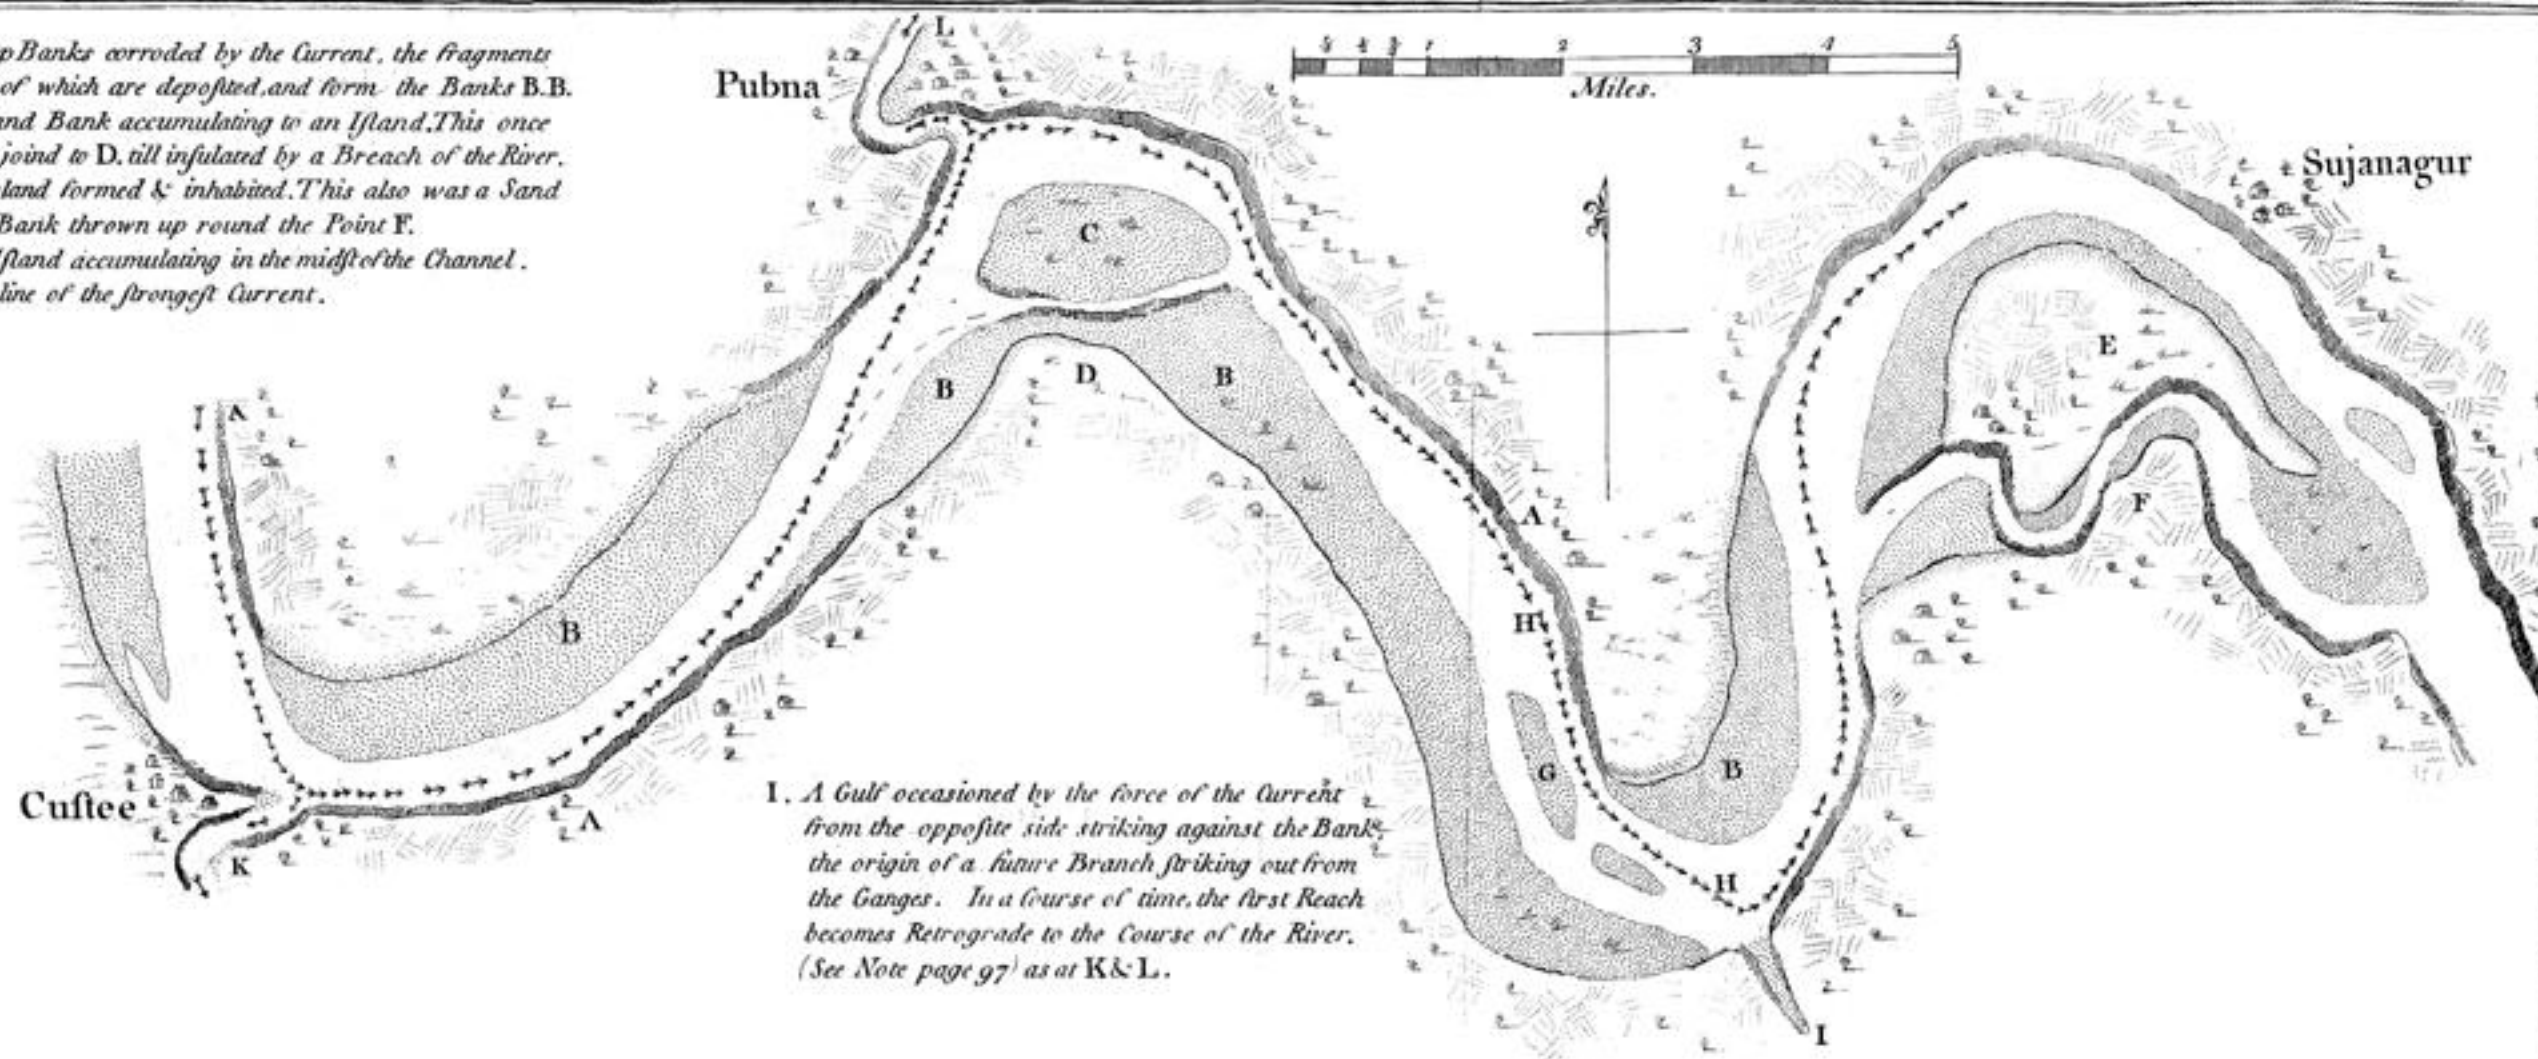 p Banks corroded by the Current, the fragments
of which are deposited, and form the Banks B.B.
nd Bank accumulating to an Island. This once
joind to D. till insulated by a Breach of the River.
land formed & inhabited. This also was a Sand
Bank thrown up round the Point F.
sland accumulating in the midst of the Channel.
line of the strongest Current.
L
Pubna
1 2 3 4 5
Miles.
Sujanagur
C
E
B D B
A
F
A
H
B
G B
I. A Gulf occasioned by the force of the Current
from the opposite side striking against the Bank,
the origin of a future Branch striking out from
the Ganges. In a Course of time, the first Reach
becomes Retrograde to the Course of the River.
(See Note page 97) as at K & L.
Custee
A
K
H
I